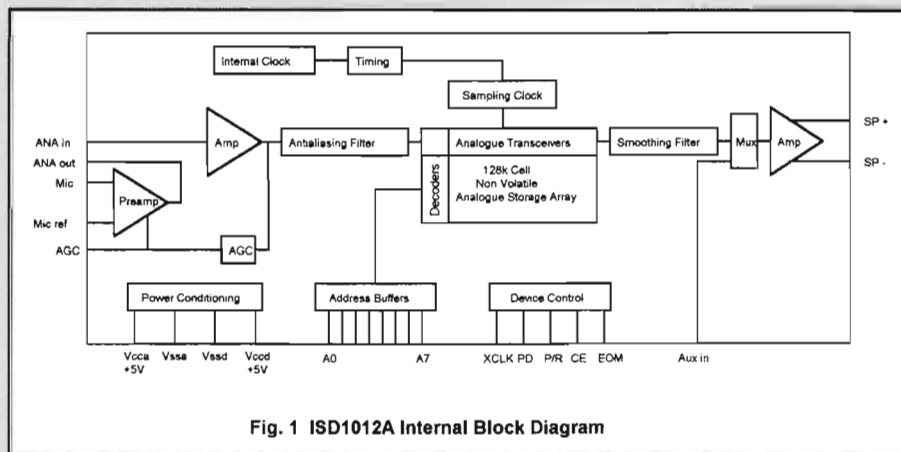 Internal Clock
Timing
Sampling Clock
ANA in
Amp
Antialiasing Filter
Analogue Transceivers
Smoothing Filter
Mux
Amp
SP +
SP -
ANA out
Mic
Preamp
Mic ref
AGC
AGC
Decoders
128k Cell
Non Volatile
Analogue Storage Array
Power Conditioning
Address Buffers
Device Control
Vcca
+5V
Vssa
Vssd
Vccd
+5V
A0
A7
XCLK
PD
P/R
CE
EOM
Aux in
Fig. 1 ISD1012A Internal Block Diagram